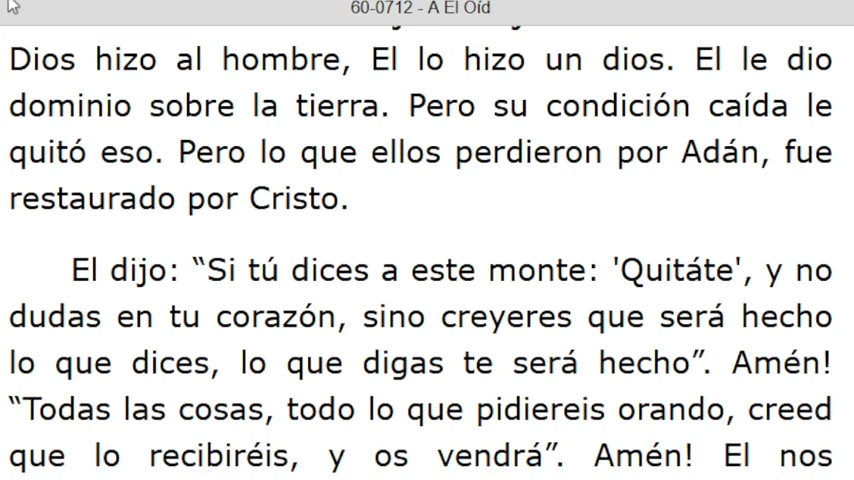 60-0712 - A El Oíd
Dios hizo al hombre, El lo hizo un dios. El le dio
dominio sobre la tierra. Pero su condición caída le
quitó eso. Pero lo que ellos perdieron por Adán, fue
restaurado por Cristo.
El dijo: “Si tú dices a este monte: 'Quitáte', y no
dudas en tu corazón, sino creyeres que será hecho
lo que dices, lo que digas te será hecho”. Amén!
“Todas las cosas, todo lo que pidiereis orando, creed
que lo recibiréis, y os vendrá”. Amén! El nos